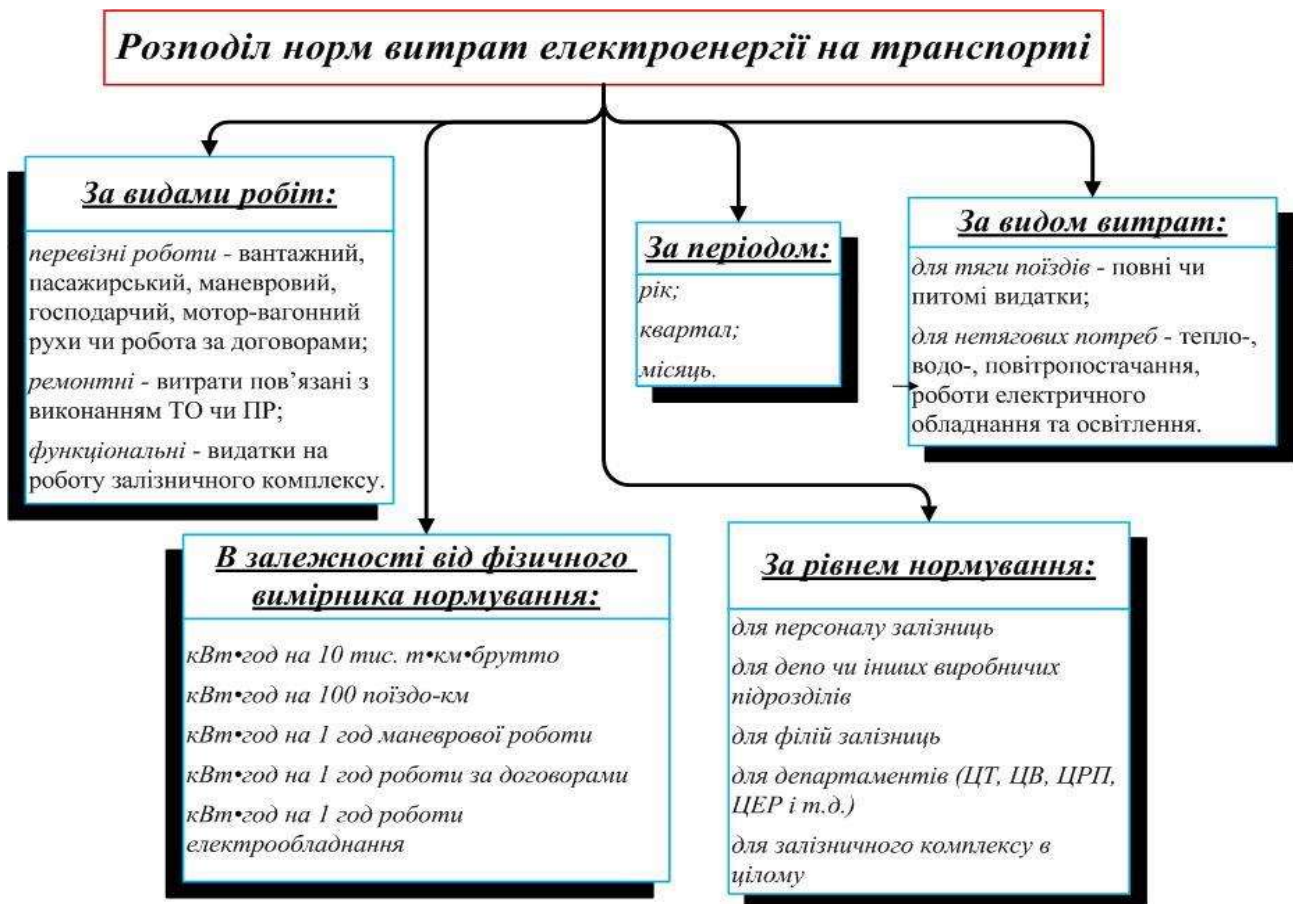 Розподіл норм витрат електроенергії на транспорті
За видами робіт:
перевізні роботи - вантажний,
пасажирський, маневровий,
господарчий, мотор-вагонний
рухи чи робота за договорами;
ремонтні - витрати пов’язані з
виконанням ТО чи ПР;
функціональні - видатки на
роботу залізничного комплексу.
За періодом:
рік;
квартал;
місяць.
За видом витрат:
для тяги поїздів - повні чи
питомі видатки;
для нетягових потреб - тепло-,
водо-, повітропостачання,
роботи електричного
обладнання та освітлення.
В залежності від фізичного
вимірника нормування:
кВт•год на 10 тис. т•км•брутто
кВт•год на 100 поїздо-км
кВт•год на 1 год маневрової роботи
кВт•год на 1 год роботи за договорами
кВт•год на 1 год роботи
електрообладнання
За рівнем нормування:
для персоналу залізниць
для депо чи інших виробничих
підрозділів
для філій залізниць
для департаментів (ЦТ, ЦВ, ЦРП,
ЦЕР і т.д.)
для залізничного комплексу в
цілому